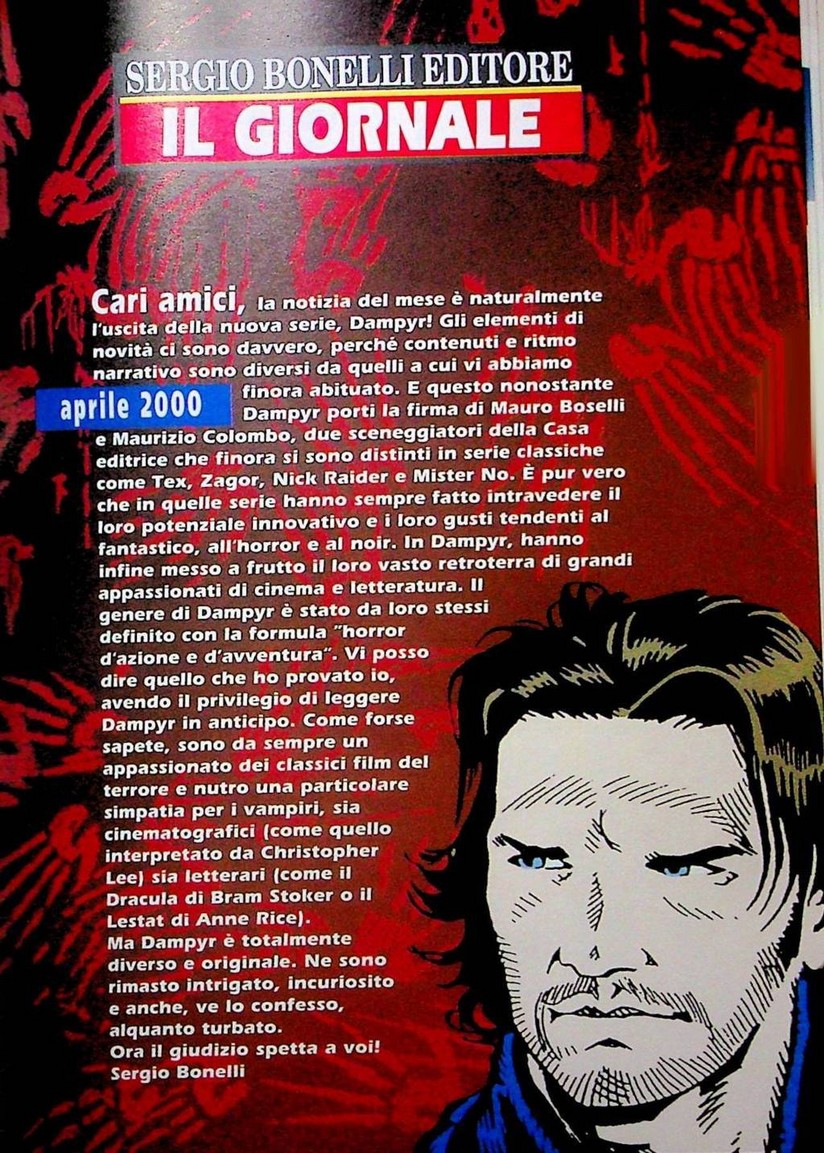 SERGIO BONELLI EDITORE
IL GIORNALE
Cari amici, la notizia del mese è naturalmente
l'uscita della nuova serie, Dampyr! Gli elementi di
novità ci sono davvero, perché contenuti e ritmo
narrativo sono diversi da quelli a cui vi abbiamo
aprile 2000
finora abituato. E questo nonostante
Dampyr porti la firma di Mauro Boselli
e Maurizio Colombo, due sceneggiatori della Casa
editrice che finora si sono distinti in serie classiche
come Tex, Zagor, Nick Raider e Mister No. È pur vero
che in quelle serie hanno sempre fatto intravedere il
loro potenziale innovativo e i loro gusti tendenti al
fantastico, all'horror e al noir. In Dampyr, hanno
infine messo a frutto il loro vasto retroterra di grandi
appassionati di cinema e letteratura. Il
genere di Dampyr è stato da loro stessi
definito con la formula "horror
d'azione e d'avventura". Vi posso
dire quello che ho provato io,
avendo il privilegio di leggere
Dampyr in anticipo. Come forse
sapete, sono da sempre un
appassionato dei classici film del
terrore e nutro una particolare
simpatia per i vampiri, sia
cinematografici (come quello
interpretato da Christopher
Lee) sia letterari (come il
Dracula di Bram Stoker o il
Lestat di Anne Rice).
Ma Dampyr è totalmente
diverso e originale. Ne sono
rimasto intrigato, incuriosito
e anche, ve lo confesso,
alquanto turbato.
Ora il giudizio spetta a voi!
Sergio Bonelli